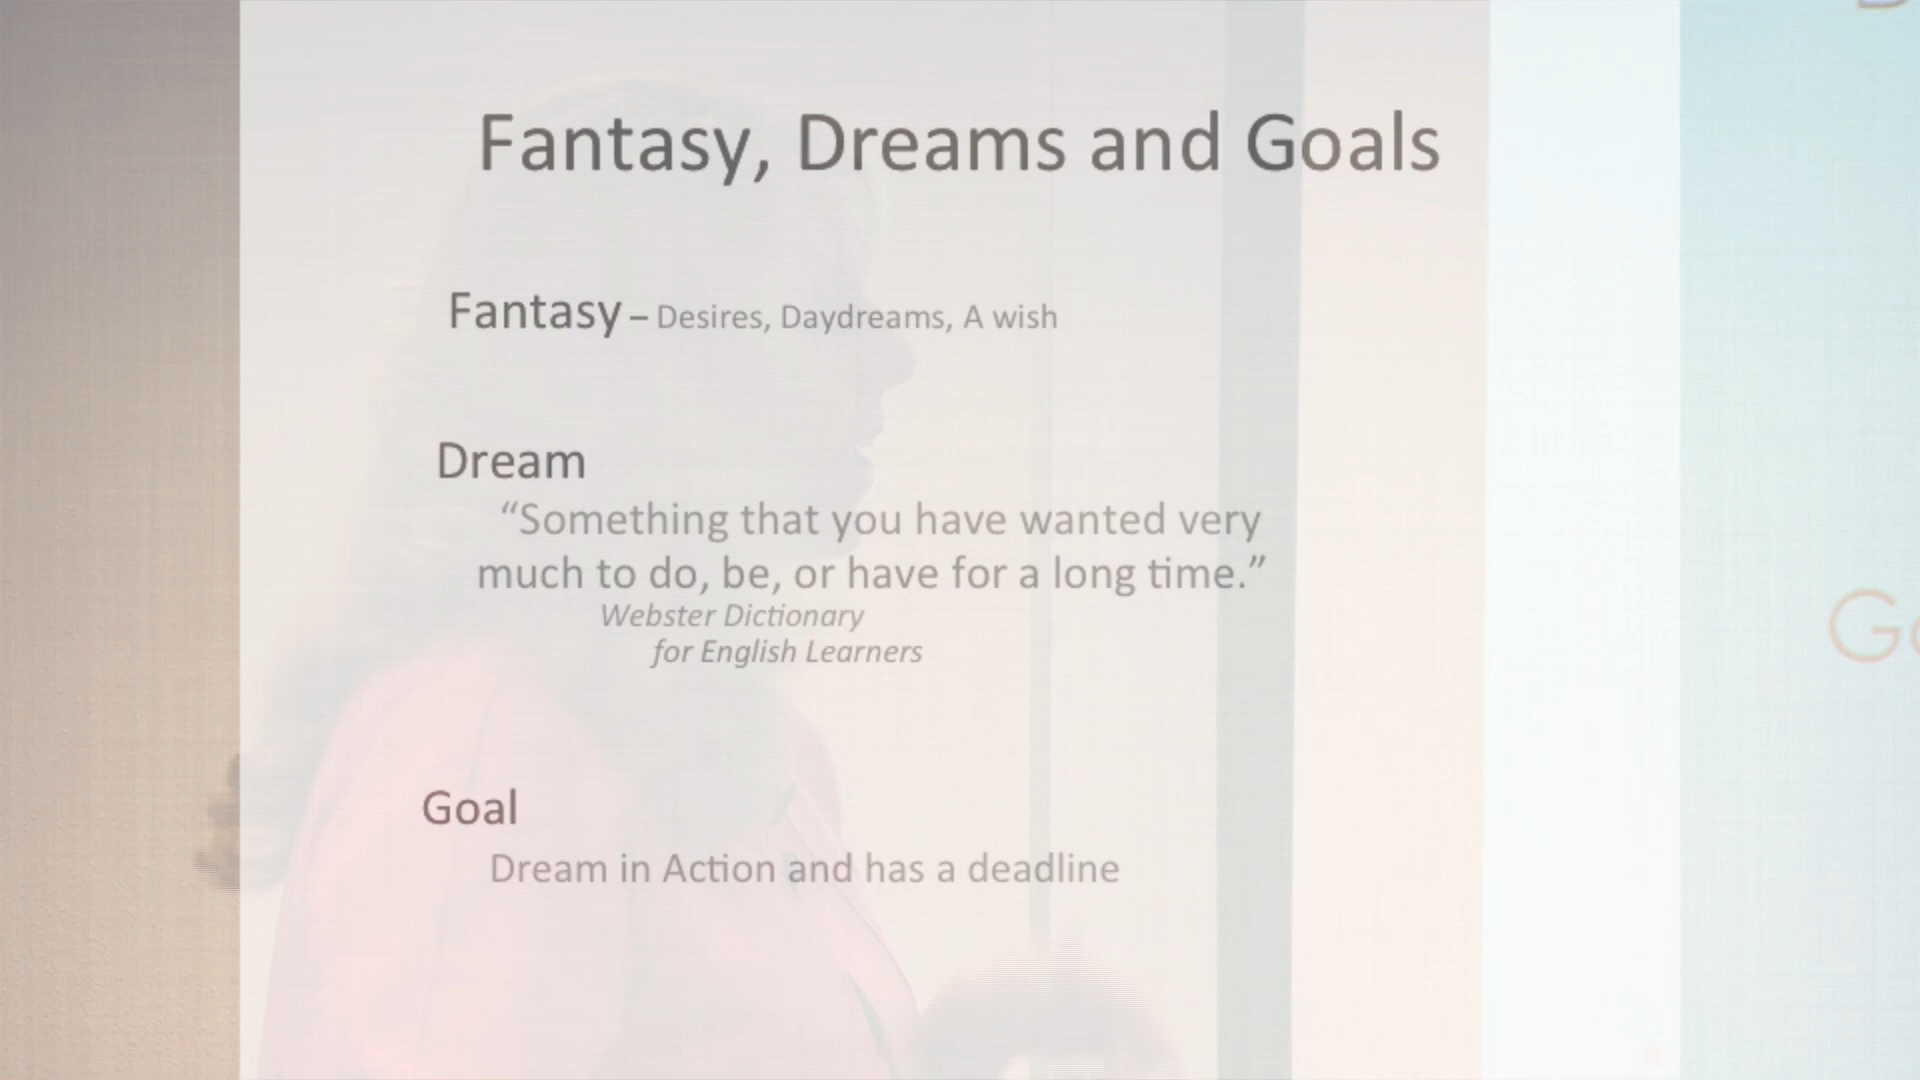 Fantasy, Dreams and Goals
Fantasy – Desires, Daydreams, A wish
Dream
“Something that you have wanted very
much to do, be, or have for a long time.”
Webster Dictionary
for English Learners
Goal
Dream in Action and has a deadline